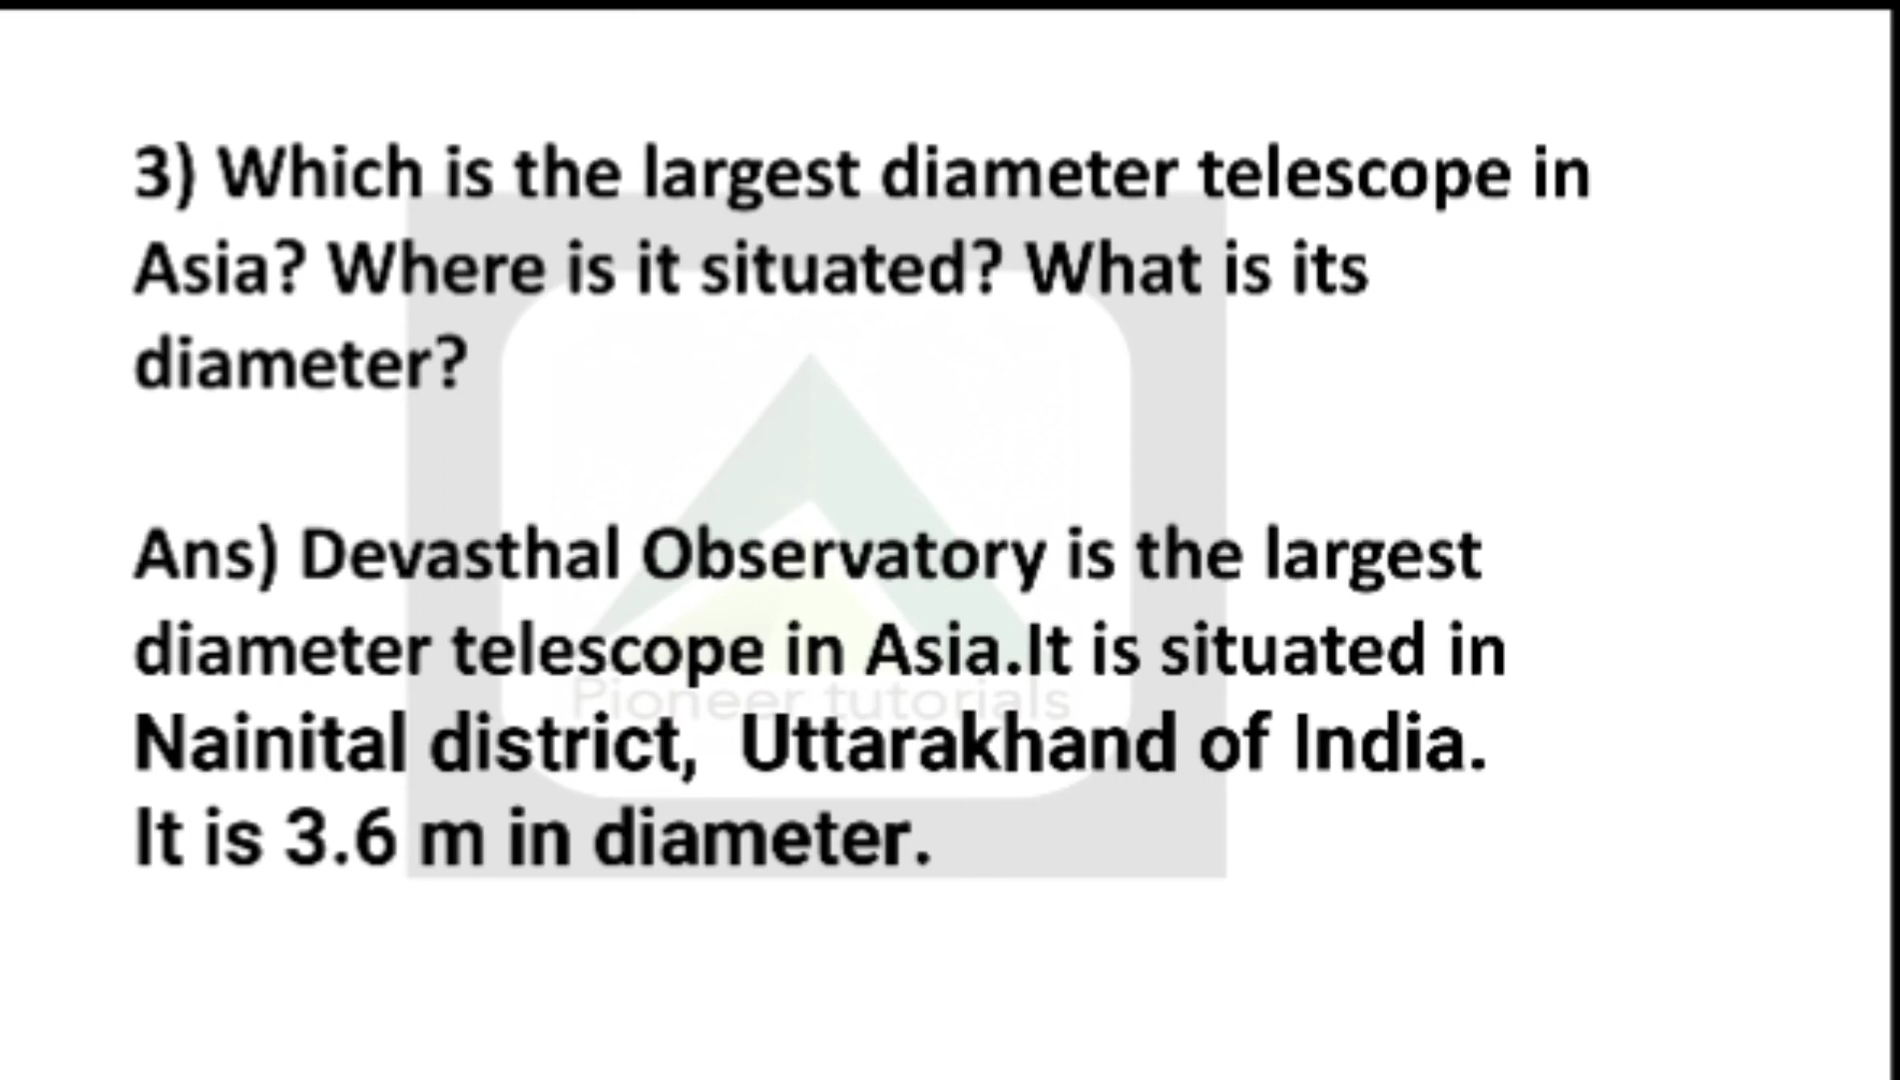 3) Which is the largest diameter telescope in
Asia? Where is it situated? What is its
diameter?
Ans) Devasthal Observatory is the largest
diameter telescope in Asia.It is situated in
Pioneer tutorials
Nainital district,  Uttarakhand of India.
It is 3.6 m in diameter.